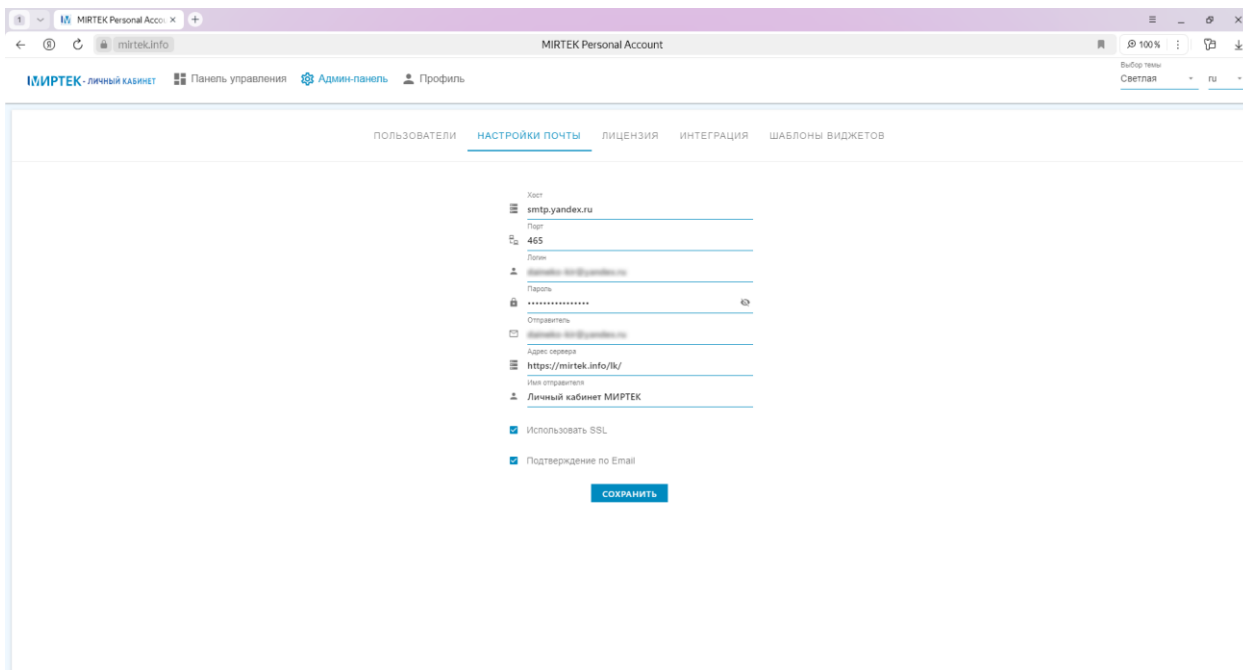 1 MIRTEK Personal Accou
mirtek.info MIRTEK Personal Account 100 %
МИРТЕК - ЛИЧНЫЙ КАБИНЕТ Панель управления Админ-панель Профиль
Выбор темы
Светлая ru
ПОЛЬЗОВАТЕЛИ НАСТРОЙКИ ПОЧТЫ ЛИЦЕНЗИЯ ИНТЕГРАЦИЯ ШАБЛОНЫ ВИДЖЕТОВ
Хост
smtp.yandex.ru
Порт
465
Логин
Пароль
••••••••••••••••
Отправитель
Адрес сервера
https://mirtek.info/lk/
Имя отправителя
Личный кабинет МИРТЕК
Использовать SSL
Подтверждение по Email
СОХРАНИТЬ